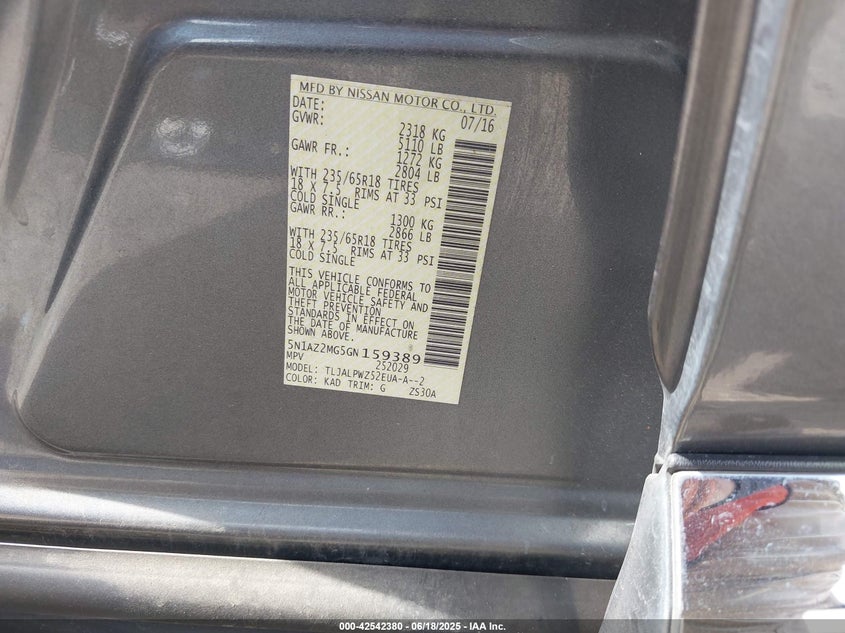 MFD BY NISSAN MOTOR CO., LTD.
DATE: 07/16
GVWR: 2318 KG
5110 LB
GAWR FR.: 1272 KG
2804 LB
WITH 235/65R18 TIRES
18 X 7.5 RIMS AT 33 PSI
COLD SINGLE
GAWR RR.: 1300 KG
2866 LB
WITH 235/65R18 TIRES
18 X 7.5 RIMS AT 33 PSI
COLD SINGLE
THIS VEHICLE CONFORMS TO
ALL APPLICABLE FEDERAL
MOTOR VEHICLE SAFETY AND
THEFT PREVENTION
STANDARDS IN EFFECT ON
THE DATE OF MANUFACTURE
SHOWN ABOVE.
5N1AZ2MG5GN159389
MPV 252029
MODEL: TLJALPWZ52EUA-A--2
COLOR: KAD TRIM: G ZS30A
000-42542380 - 06/18/2025 - IAA Inc.